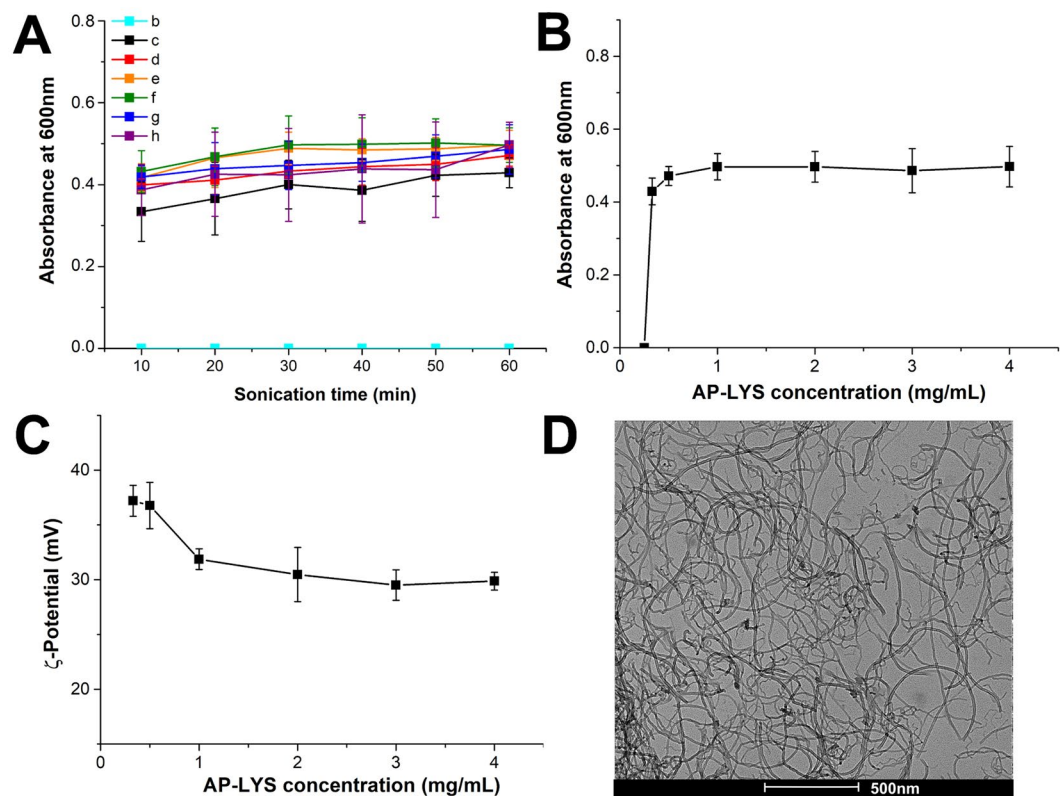 A
b
c
d
e
f
g
h
Absorbance at 600nm
0.8
0.6
0.4
0.2
0.0
10 20 30 40 50 60
Sonication time (min)
B
Absorbance at 600nm
0.8
0.6
0.4
0.2
0.0
0 1 2 3 4
AP-LYS concentration (mg/mL)
C
ζ-Potential (mV)
40
30
20
0 1 2 3 4
AP-LYS concentration (mg/mL)
D
500nm